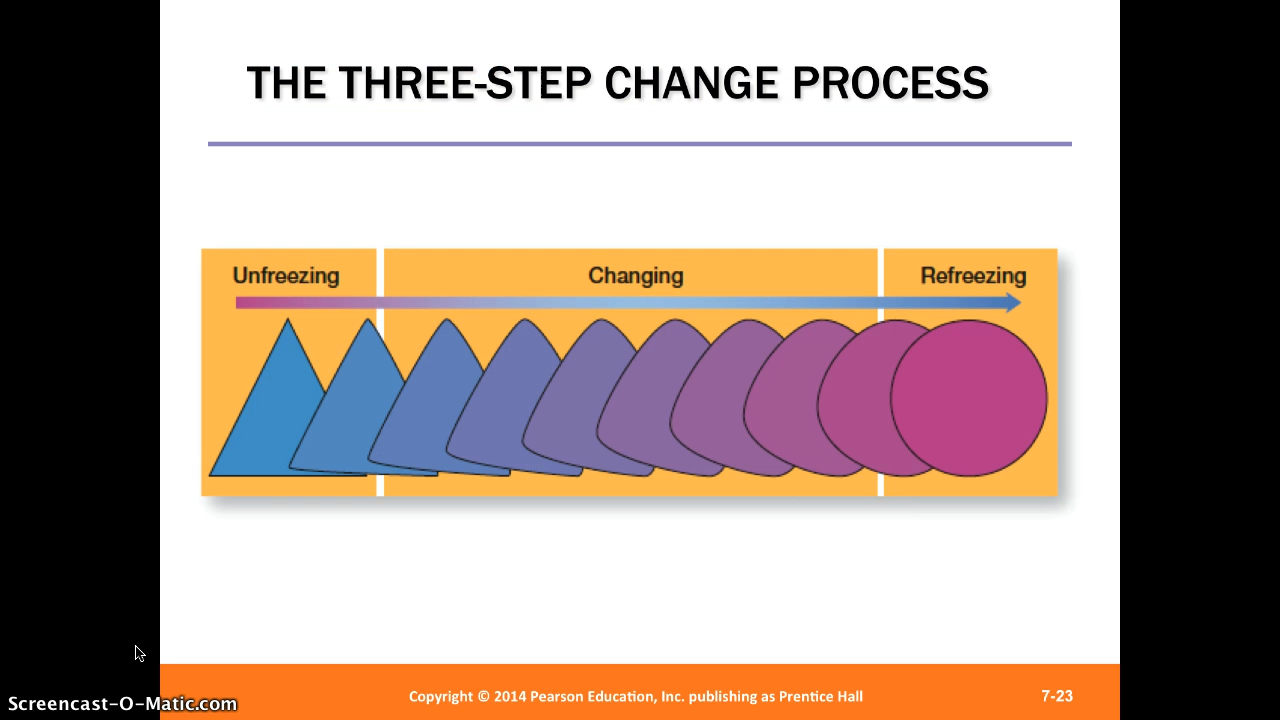 THE THREE-STEP CHANGE PROCESS
Unfreezing
Changing
Refreezing
Copyright © 2014 Pearson Education, Inc. publishing as Prentice Hall
7-23
Screencast-O-Matic.com